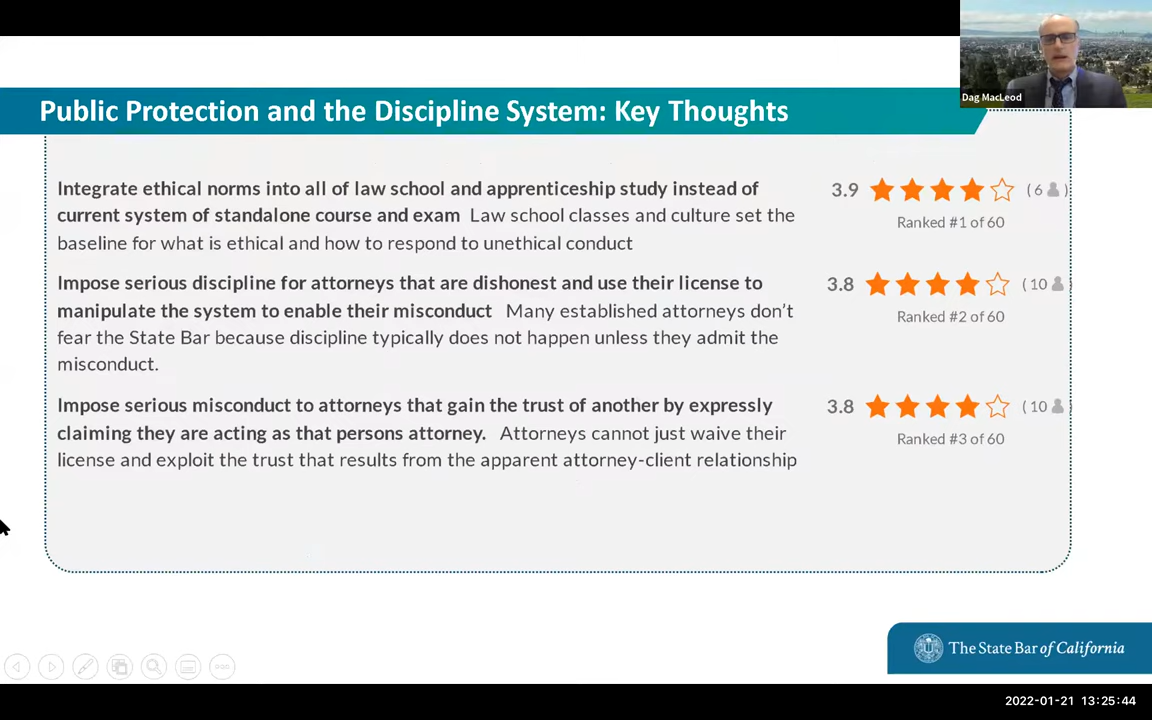 Dag MacLeod
Public Protection and the Discipline System: Key Thoughts
Integrate ethical norms into all of law school and apprenticeship study instead of
current system of standalone course and exam Law school classes and culture set the
baseline for what is ethical and how to respond to unethical conduct
3.9
(6 )
Ranked #1 of 60
Impose serious discipline for attorneys that are dishonest and use their license to
manipulate the system to enable their misconduct Many established attorneys don't
fear the State Bar because discipline typically does not happen unless they admit the
misconduct.
3.8
(10 )
Ranked #2 of 60
Impose serious misconduct to attorneys that gain the trust of another by expressly
claiming they are acting as that persons attorney. Attorneys cannot just waive their
license and exploit the trust that results from the apparent attorney-client relationship
3.8
(10 )
Ranked #3 of 60
The State Bar of California
2022-01-21 13:25:44